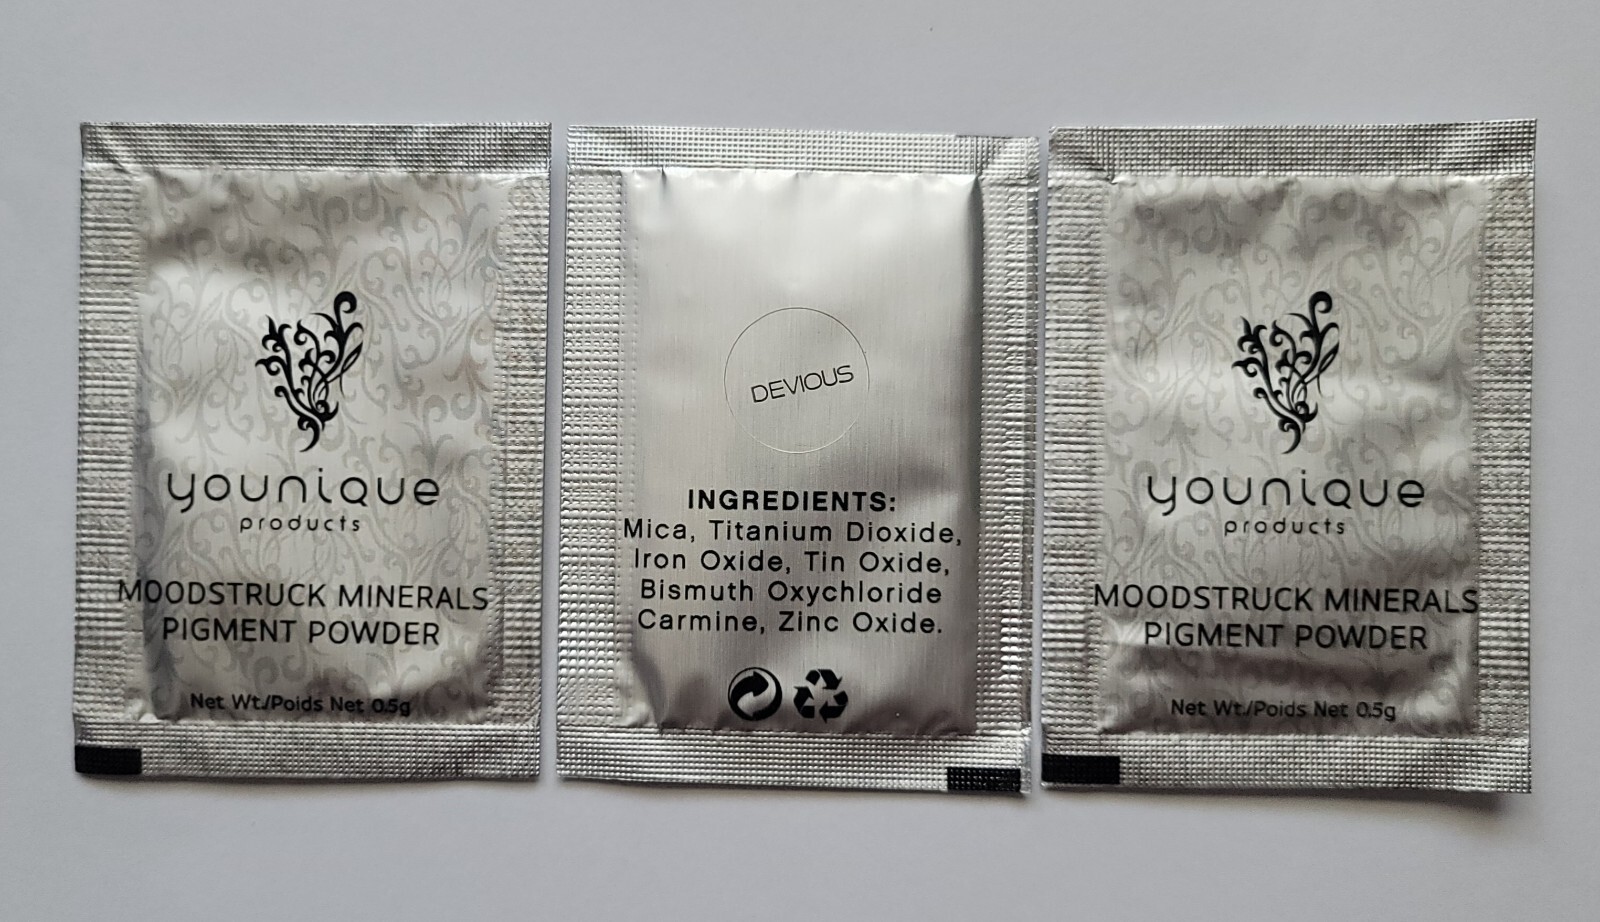 younique
products
MOODSTRUCK MINERALS
PIGMENT POWDER
Net Wt./Poids Net 0.5g
DEVIOUS
INGREDIENTS:
Mica, Titanium Dioxide,
Iron Oxide, Tin Oxide,
Bismuth Oxychloride
Carmine, Zinc Oxide.
younique
products
MOODSTRUCK MINERALS
PIGMENT POWDER
Net Wt./Poids Net 0.5g